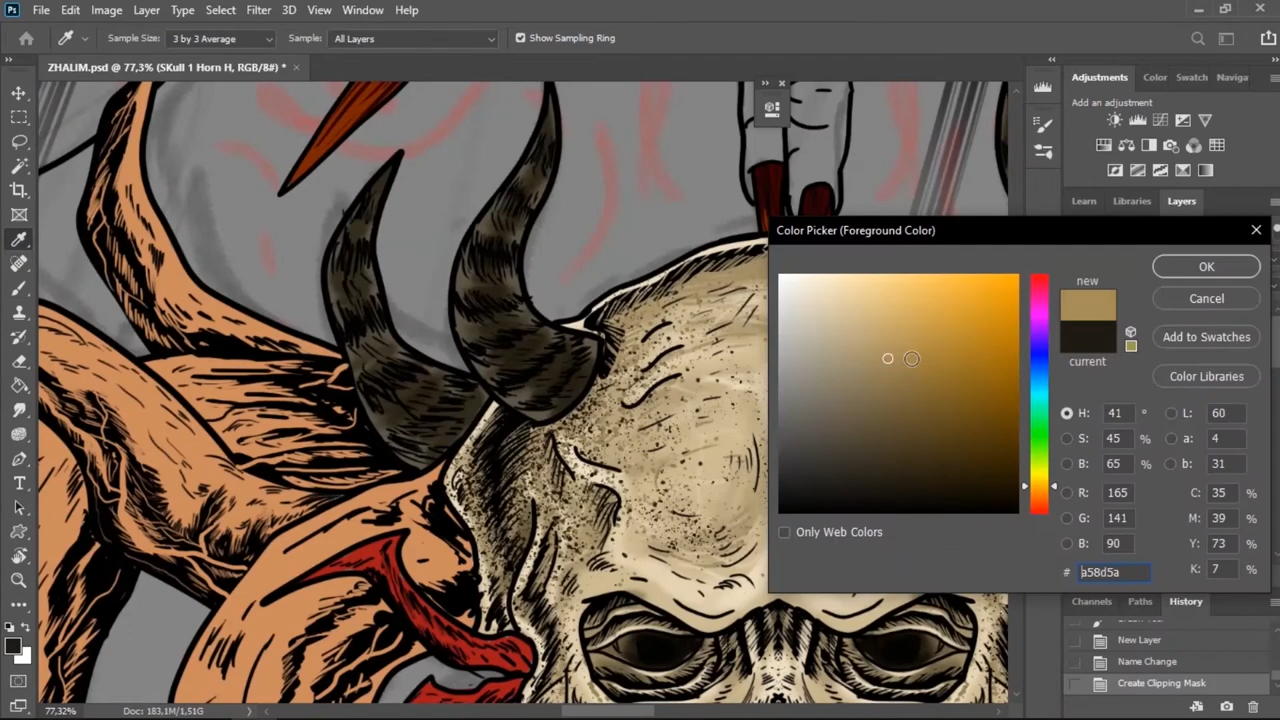 Ps File Edit Image Layer Type Select Filter 3D View Window Help
Sample Size: 3 by 3 Average Sample: All Layers Show Sampling Ring
ZHALIM.psd @ 77,3% (SKull 1 Horn H, RGB/8#) * ×
Adjustments Color Swatch Naviga
Add an adjustment
Learn Libraries Layers
Color Picker (Foreground Color)
new
current
OK
Cancel
Add to Swatches
Color Libraries
H: 41 ° L: 60
S: 45 % a: 4
B: 65 % b: 31
R: 165 C: 35 %
G: 141 M: 39 %
B: 90 Y: 73 %
# a58d5a K: 7 %
Only Web Colors
Channels Paths History
New Layer
Name Change
Create Clipping Mask
77,32% Doc: 183,1M/1,51G